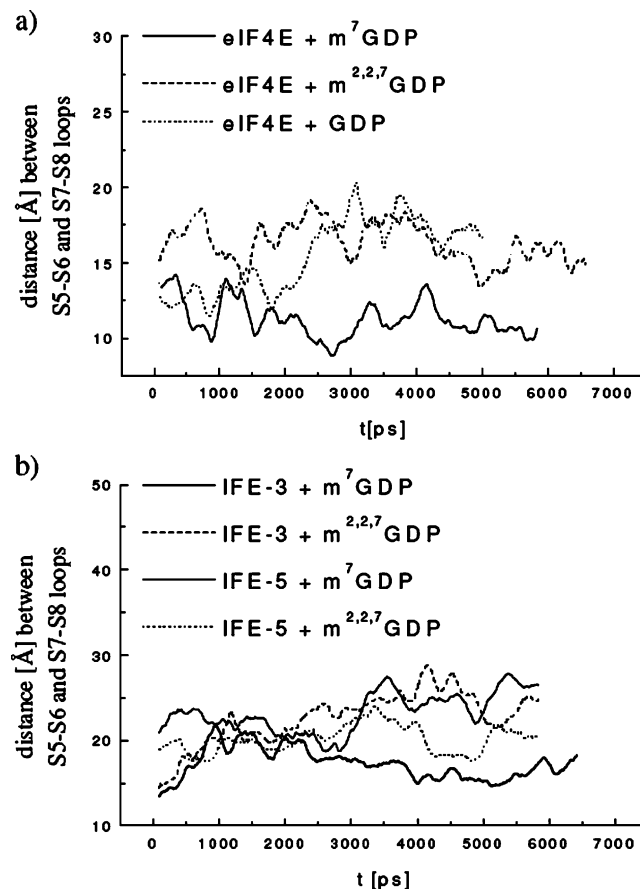 a)
distance [Å] between
S5-S6 and S7-S8 loops
30
25
20
15
10
eIF4E + m⁷GDP
eIF4E + m²,²,⁷GDP
eIF4E + GDP
0 1000 2000 3000 4000 5000 6000 7000
t[ps]
b)
distance [Å] between
S5-S6 and S7-S8 loops
50
40
30
20
10
IFE-3 + m⁷GDP
IFE-3 + m²,²,⁷GDP
IFE-5 + m⁷GDP
IFE-5 + m²,²,⁷GDP
0 1000 2000 3000 4000 5000 6000 7000
t [ps]